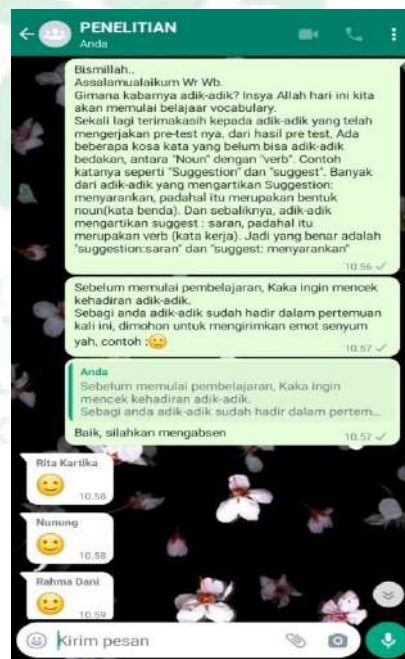 PENELITIAN
Anda
Bismillah..
Assalamualaikum Wr Wb.
Gimana kabarnya adik-adik? Insya Allah hari ini kita
akan memulai belajaar vocabulary.
Sekali lagi terimakasih kepada adik-adik yang telah
mengerjakan pre-test nya, dari hasil pre test, Ada
beberapa kosa kata yang belum bisa adik-adik
bedakan, antara "Noun" dengan "verb". Contoh
katanya seperti "Suggestion" dan "suggest". Banyak
dari adik-adik yang mengartikan Suggestion:
menyarankan, padahal itu merupakan bentuk
noun(kata benda). Dan sebaliknya, adik-adik
mengartikan suggest : saran, padahal itu
merupakan verb (kata kerja). Jadi yang benar adalah
"suggestion:saran" dan "suggest: menyarankan"
10.56
Sebelum memulai pembelajaran, Kaka ingin mencek
kehadiran adik-adik.
Sebagi anda adik-adik sudah hadir dalam pertemuan
kali ini, dimohon untuk mengirimkan emot senyum
yah, contoh :🙂
10.57
Anda
Sebelum memulai pembelajaran, Kaka ingin
mencek kehadiran adik-adik.
Sebagi anda adik-adik sudah hadir dalam pertem...
Baik, silahkan mengabsen
10.57
Rita Kartika
🙂
10.58
Nunung
🙂
10.58
Rahma Dani
🙂
10.59
Kirim pesan